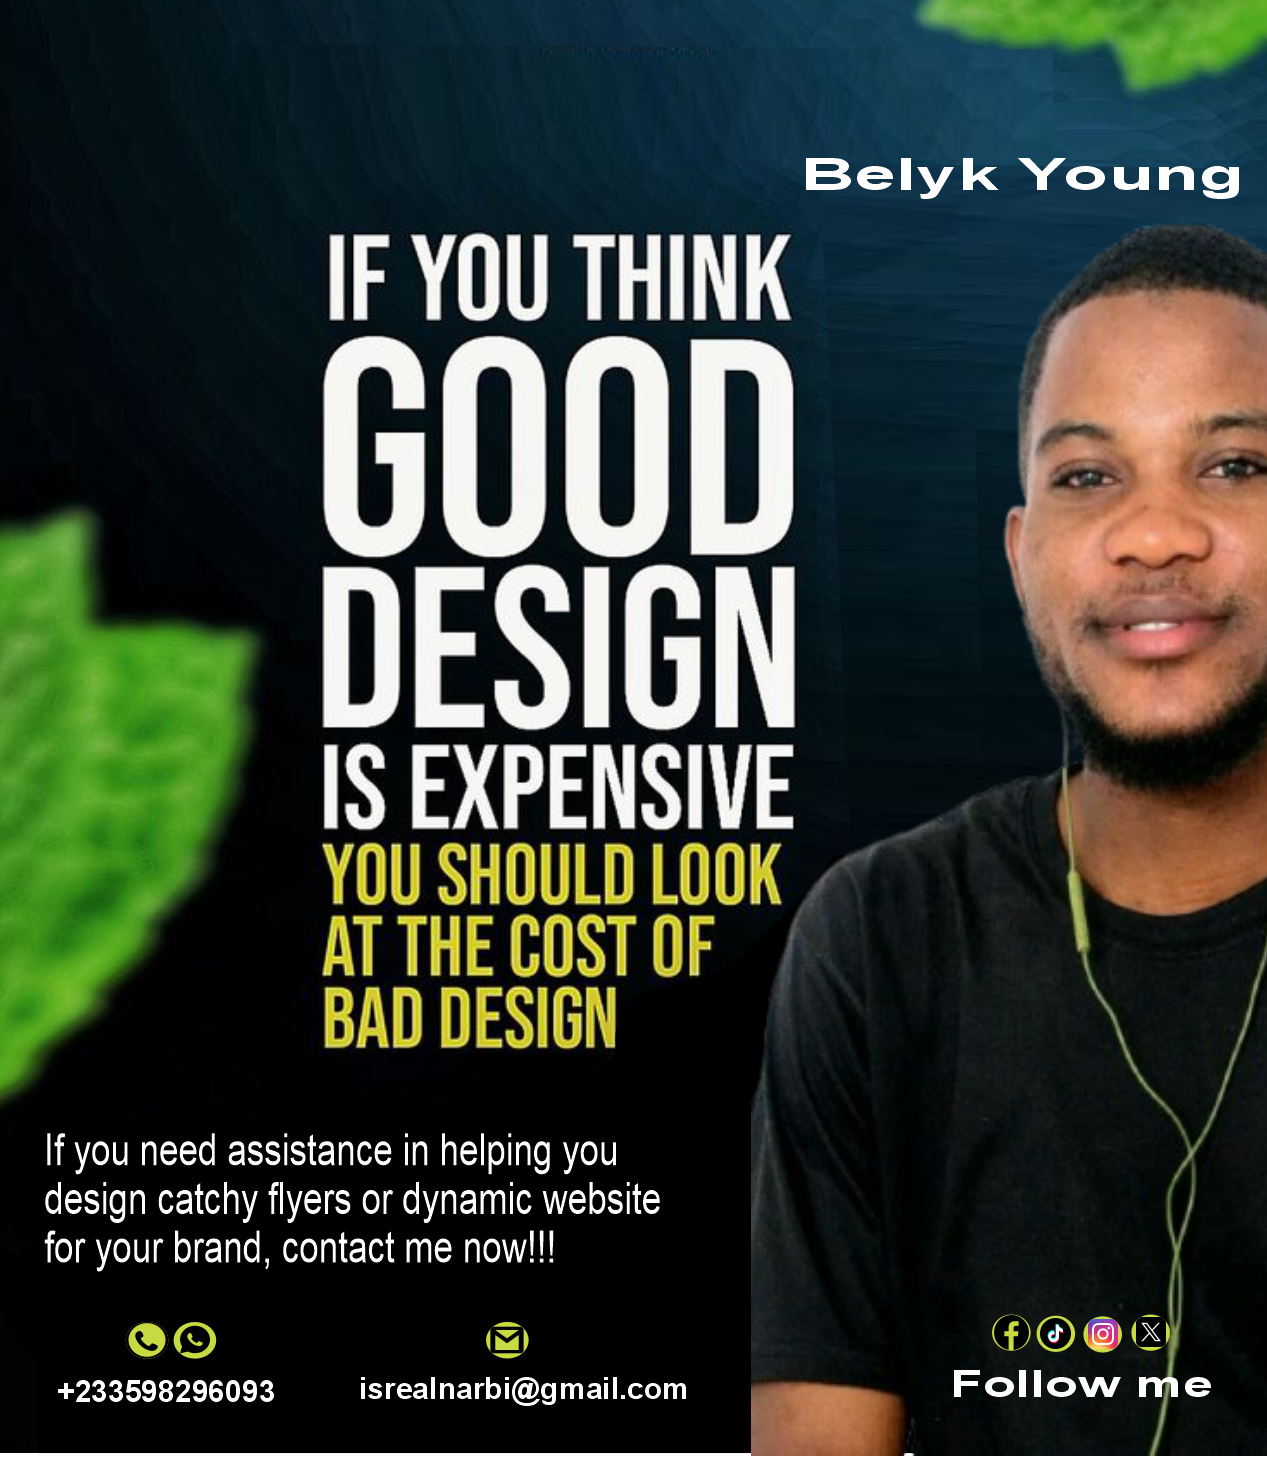 Belyk Young
IF YOU THINK
GOOD
DESIGN
IS EXPENSIVE
YOU SHOULD LOOK
AT THE COST OF
BAD DESIGN
If you need assistance in helping you
design catchy flyers or dynamic website
for your brand, contact me now!!!
+233598296093
isrealnarbi@gmail.com
Follow me